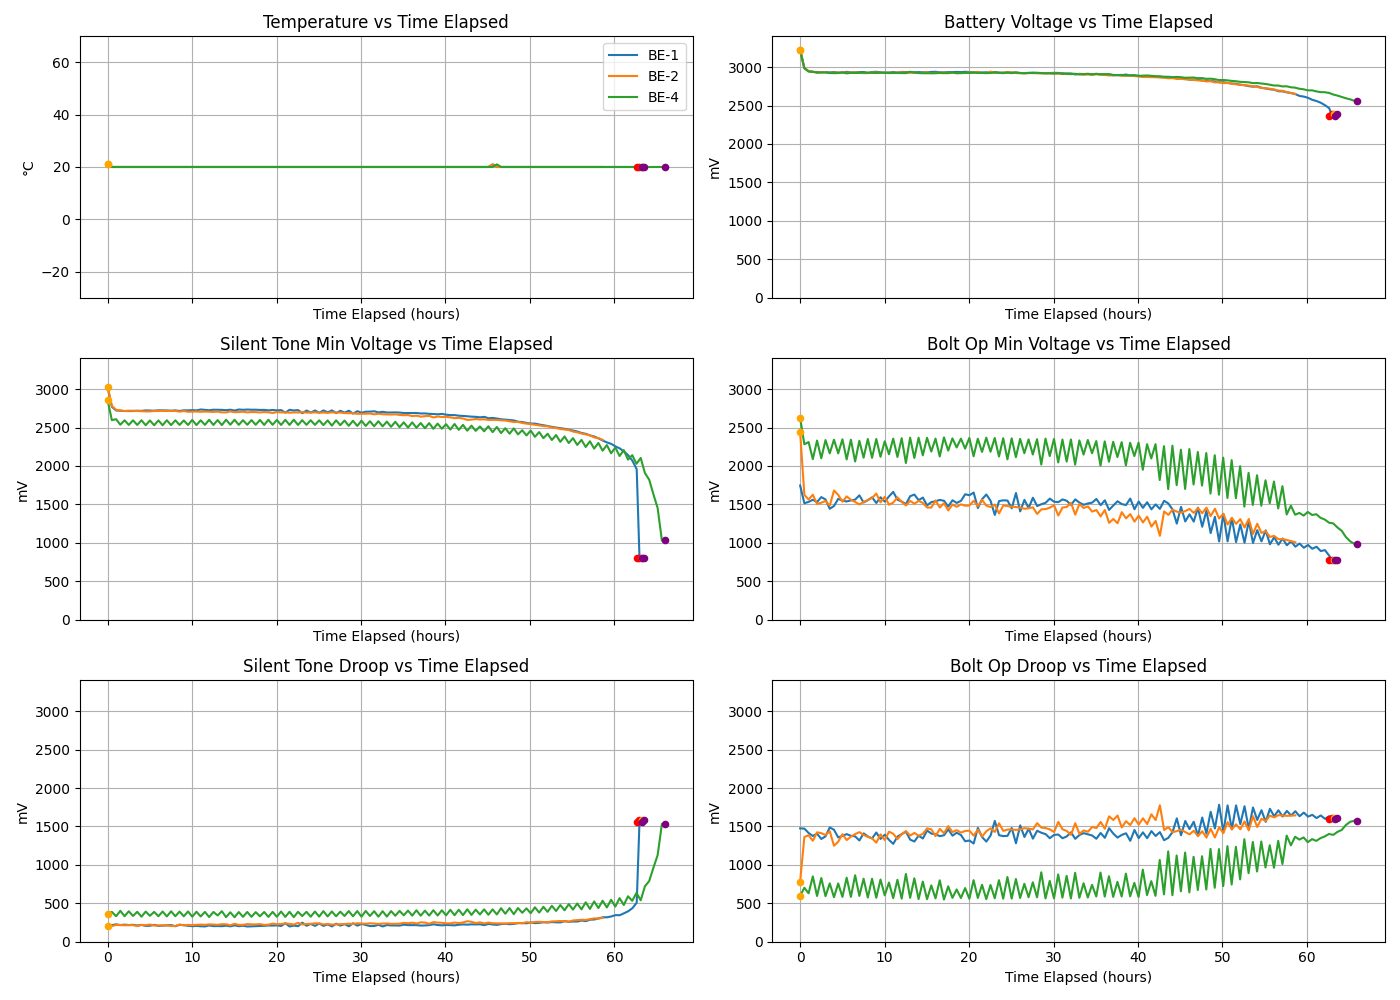 Temperature vs Time Elapsed
60
40
20
0
−20
°C
BE-1
BE-2
BE-4
Time Elapsed (hours)
Battery Voltage vs Time Elapsed
3000
2500
2000
1500
1000
500
0
mV
Time Elapsed (hours)
Silent Tone Min Voltage vs Time Elapsed
3000
2500
2000
1500
1000
500
0
mV
Time Elapsed (hours)
Bolt Op Min Voltage vs Time Elapsed
3000
2500
2000
1500
1000
500
0
mV
Time Elapsed (hours)
Silent Tone Droop vs Time Elapsed
3000
2500
2000
1500
1000
500
0
mV
0 10 20 30 40 50 60
Time Elapsed (hours)
Bolt Op Droop vs Time Elapsed
3000
2500
2000
1500
1000
500
0
mV
0 10 20 30 40 50 60
Time Elapsed (hours)